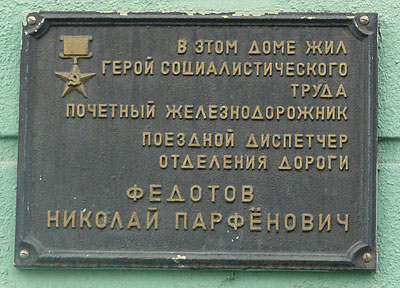 В ЭТОМ ДОМЕ ЖИЛ
ГЕРОЙ СОЦИАЛИСТИЧЕСКОГО
ТРУДА
ПОЧЕТНЫЙ ЖЕЛЕЗНОДОРОЖНИК
ПОЕЗДНОЙ ДИСПЕТЧЕР
ОТДЕЛЕНИЯ ДОРОГИ
ФЕДОТОВ
НИКОЛАЙ ПАРФЁНОВИЧ